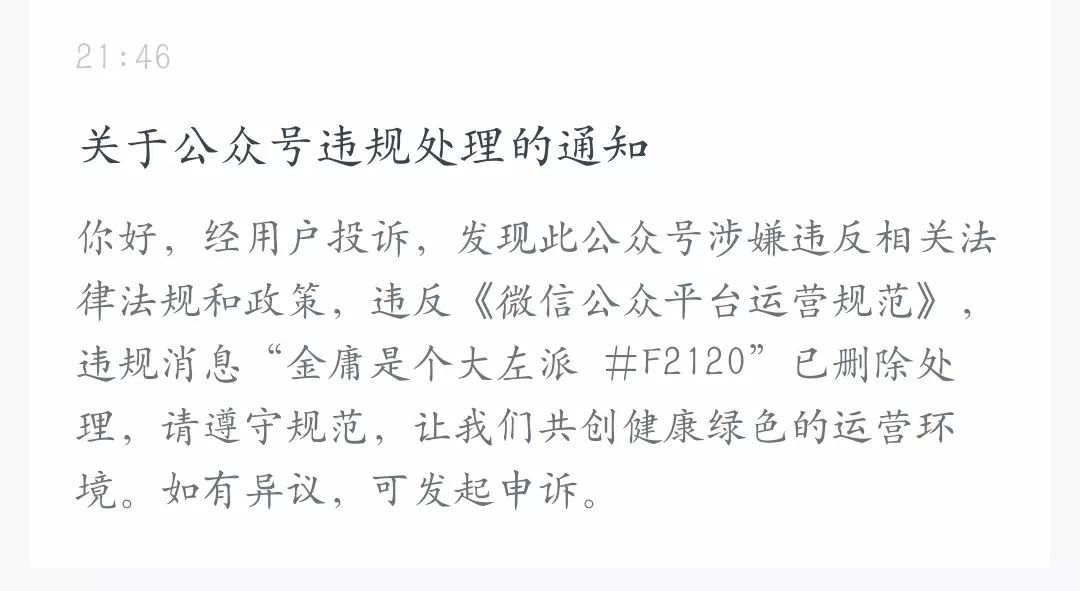 21:46
关于公众号违规处理的通知
你好，经用户投诉，发现此公众号涉嫌违反相关法
律法规和政策，违反《微信公众平台运营规范》，
违规消息“金庸是个大左派 #F2120”已删除处
理，请遵守规范，让我们共创健康绿色的运营环
境。如有异议，可发起申诉。